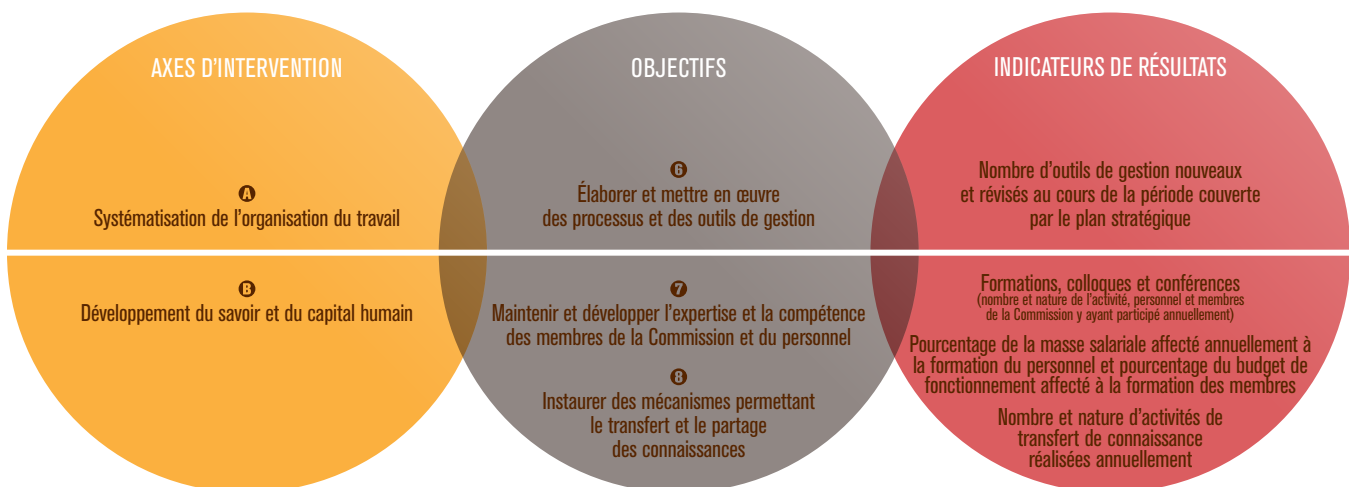 AXES D'INTERVENTION
A
Systématisation de l'organisation du travail
B
Développement du savoir et du capital humain
OBJECTIFS
6
Élaborer et mettre en œuvre
des processus et des outils de gestion
7
Maintenir et développer l'expertise et la compétence
des membres de la Commission et du personnel
8
Instaurer des mécanismes permettant
le transfert et le partage
des connaissances
INDICATEURS DE RÉSULTATS
Nombre d'outils de gestion nouveaux
et révisés au cours de la période couverte
par le plan stratégique
Formations, colloques et conférences
(nombre et nature de l'activité, personnel et membres
de la Commission y ayant participé annuellement)
Pourcentage de la masse salariale affecté annuellement à
la formation du personnel et pourcentage du budget de
fonctionnement affecté à la formation des membres
Nombre et nature d'activités de
transfert de connaissance
réalisées annuellement